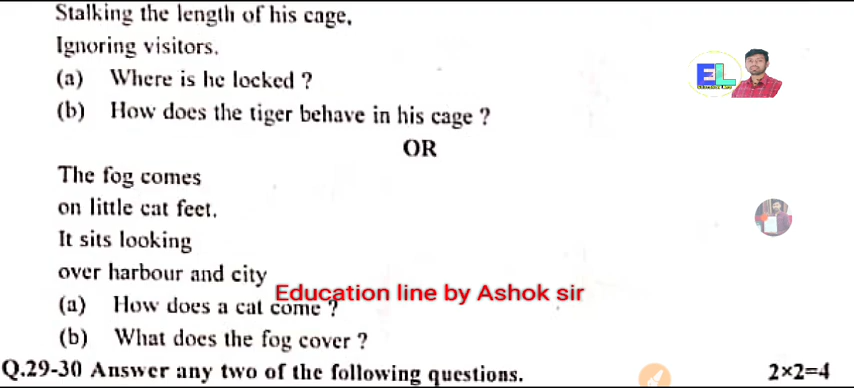 Stalking the length of his cage,
Ignoring visitors.
(a) Where is he locked ?
(b) How does the tiger behave in his cage ?
OR
The fog comes
on little cat feet.
It sits looking
over harbour and city
(a) How does a cat come ?
Education line by Ashok sir
(b) What does the fog cover ?
Q.29-30 Answer any two of the following questions. 2×2=4
EL